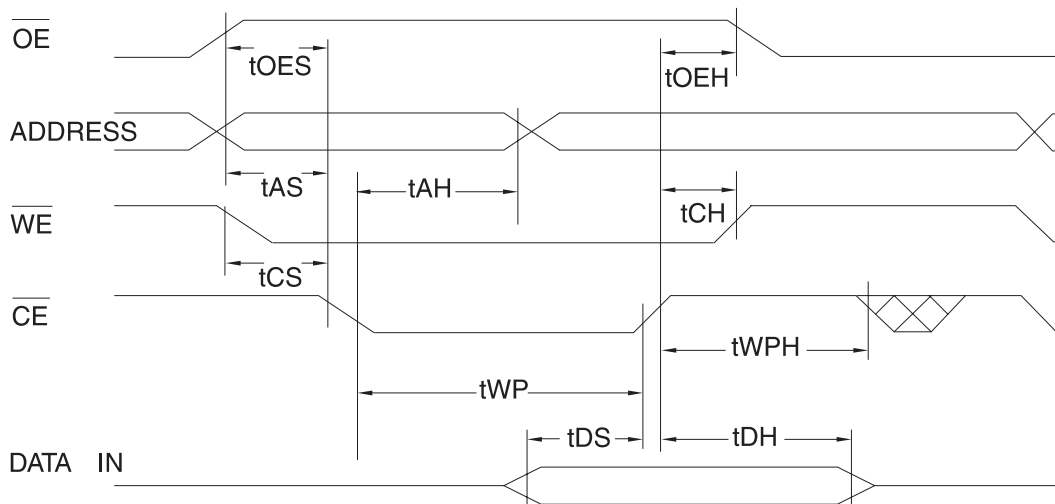 OE
tOES
tOEH
ADDRESS
tAS
tAH
WE
tCH
tCS
CE
tWPH
tWP
tDS
tDH
DATA IN